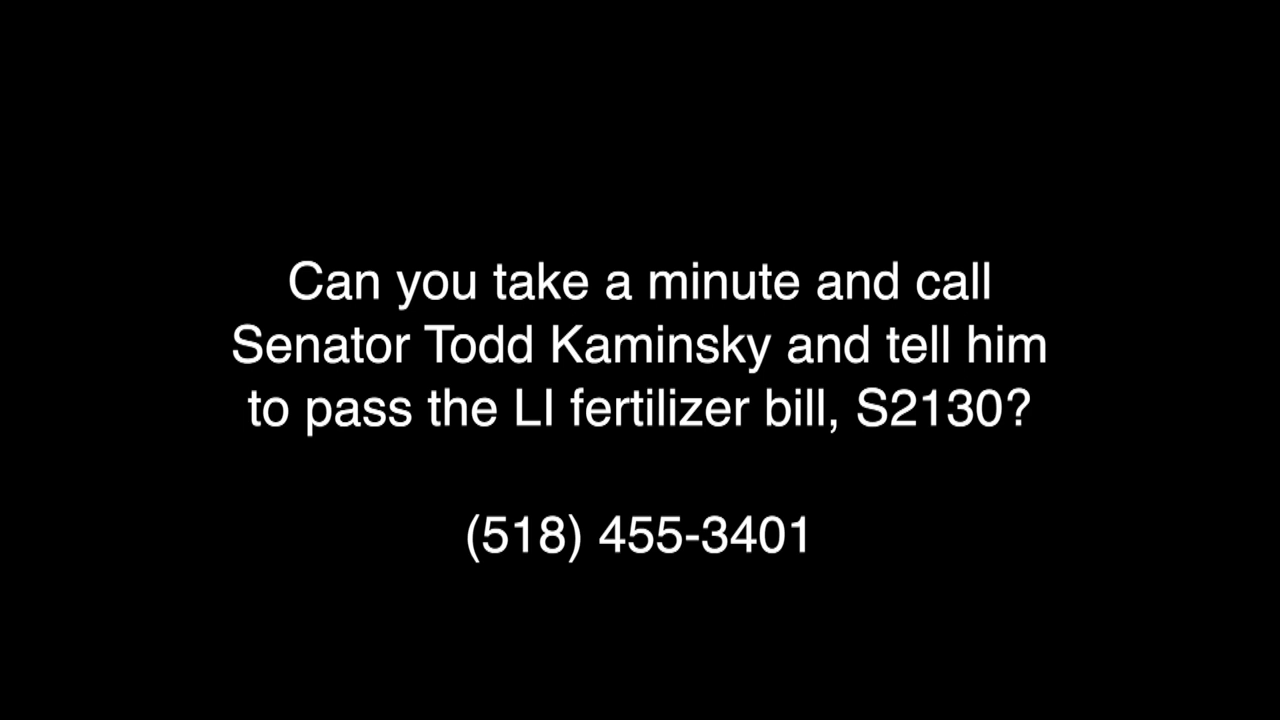 Can you take a minute and call
Senator Todd Kaminsky and tell him
to pass the LI fertilizer bill, S2130?
(518) 455-3401